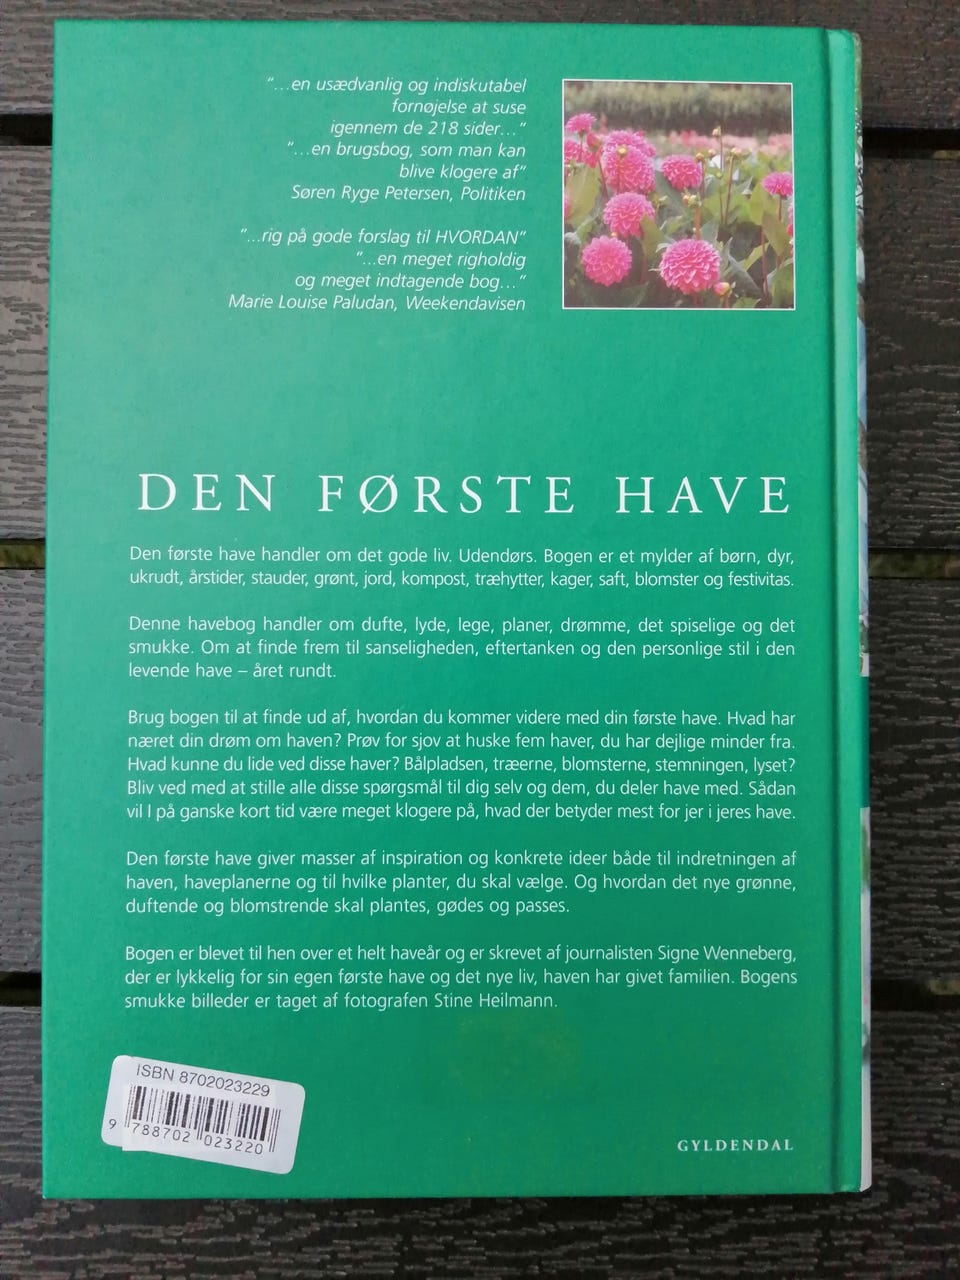 “...en usædvanlig og indiskutabel
fornøjelse at suse
igennem de 218 sider...”
“...en brugsbog, som man kan
blive klogere af”
Søren Ryge Petersen, Politiken
”...rig på gode forslag til HVORDAN”
“...en meget righoldig
og meget indtagende bog...”
Marie Louise Paludan, Weekendavisen
DEN FØRSTE HAVE
Den første have handler om det gode liv. Udendørs. Bogen er et mylder af børn, dyr,
ukrudt, årstider, stauder, grønt, jord, kompost, træhytter, kager, saft, blomster og festivitas.
Denne havebog handler om dufte, lyde, lege, planer, drømme, det spiselige og det
smukke. Om at finde frem til sanseligheden, eftertanken og den personlige stil i den
levende have – året rundt.
Brug bogen til at finde ud af, hvordan du kommer videre med din første have. Hvad har
næret din drøm om haven? Prøv for sjov at huske fem haver, du har dejlige minder fra.
Hvad kunne du lide ved disse haver? Bålpladsen, træerne, blomsterne, stemningen, lyset?
Bliv ved med at stille alle disse spørgsmål til dig selv og dem, du deler have med. Sådan
vil I på ganske kort tid være meget klogere på, hvad der betyder mest for jer i jeres have.
Den første have giver masser af inspiration og konkrete ideer både til indretningen af
haven, haveplanerne og til hvilke planter, du skal vælge. Og hvordan det nye grønne,
duftende og blomstrende skal plantes, gødes og passes.
Bogen er blevet til hen over et helt haveår og er skrevet af journalisten Signe Wenneberg,
der er lykkelig for sin egen første have og det nye liv, haven har givet familien. Bogens
smukke billeder er taget af fotografen Stine Heilmann.
ISBN 8702023229
9 788702 023220
GYLDENDAL